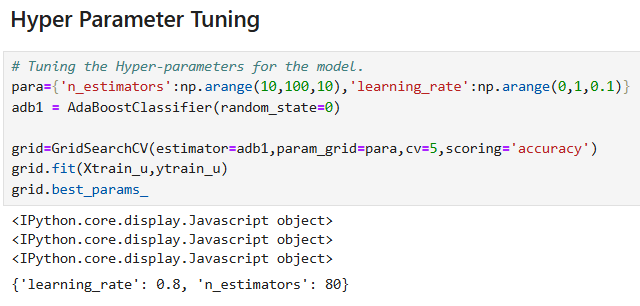 Hyper Parameter Tuning
# Tuning the Hyper-parameters for the model.
para={'n_estimators':np.arange(10,100,10),'learning_rate':np.arange(0,1,0.1)}
adb1 = AdaBoostClassifier(random_state=0)
grid=GridSearchCV(estimator=adb1,param_grid=para,cv=5,scoring='accuracy')
grid.fit(Xtrain_u,ytrain_u)
grid.best_params_
<IPython.core.display.Javascript object>
<IPython.core.display.Javascript object>
<IPython.core.display.Javascript object>
{'learning_rate': 0.8, 'n_estimators': 80}